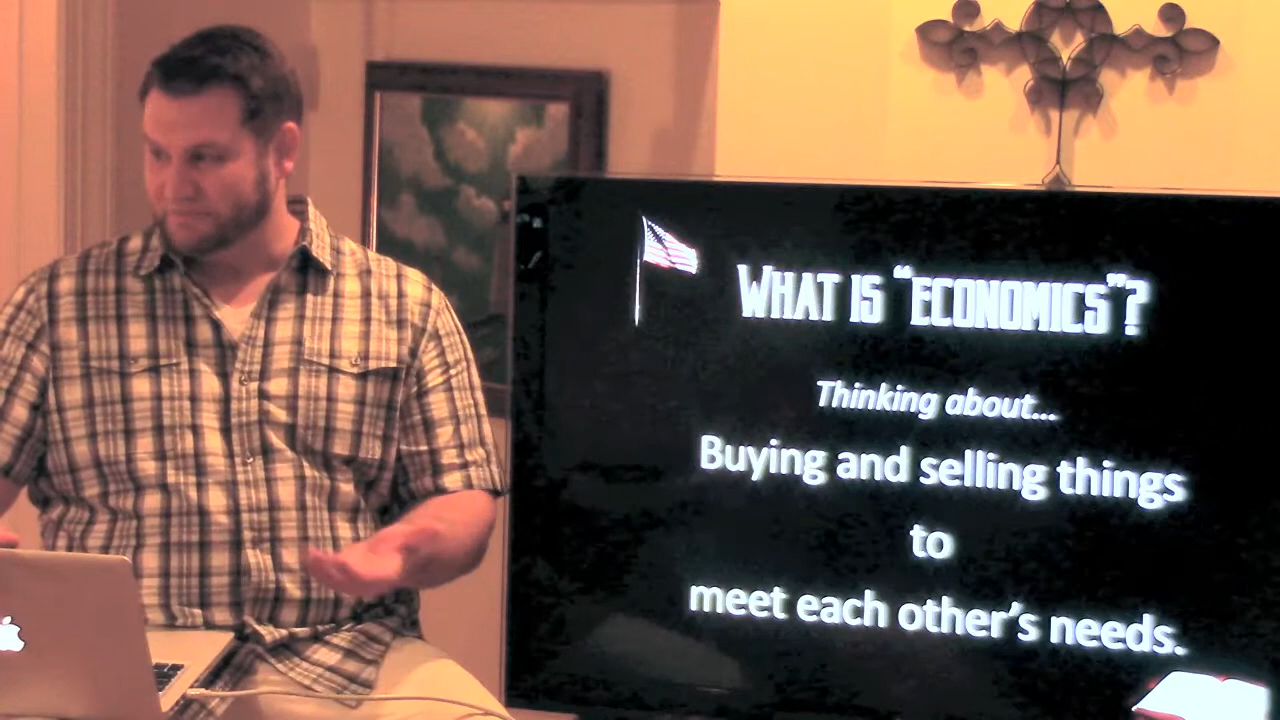 WHAT IS “ECONOMICS”?
Thinking about...
Buying and selling things
to
meet each other’s needs.